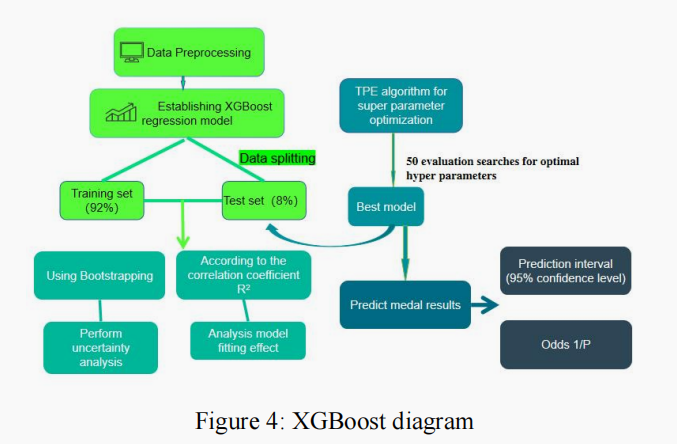 Data Preprocessing
Establishing XGBoost
regression model
Data splitting
Training set
(92%)
Test set (8%)
Using Bootstrapping
Perform
uncertainty
analysis
According to the
correlation coefficient
R²
Analysis model
fitting effect
TPE algorithm for
super parameter
optimization
50 evaluation searches for optimal
hyper parameters
Best model
Predict medal results
Prediction interval
(95% confidence level)
Odds 1/P
Figure 4: XGBoost diagram